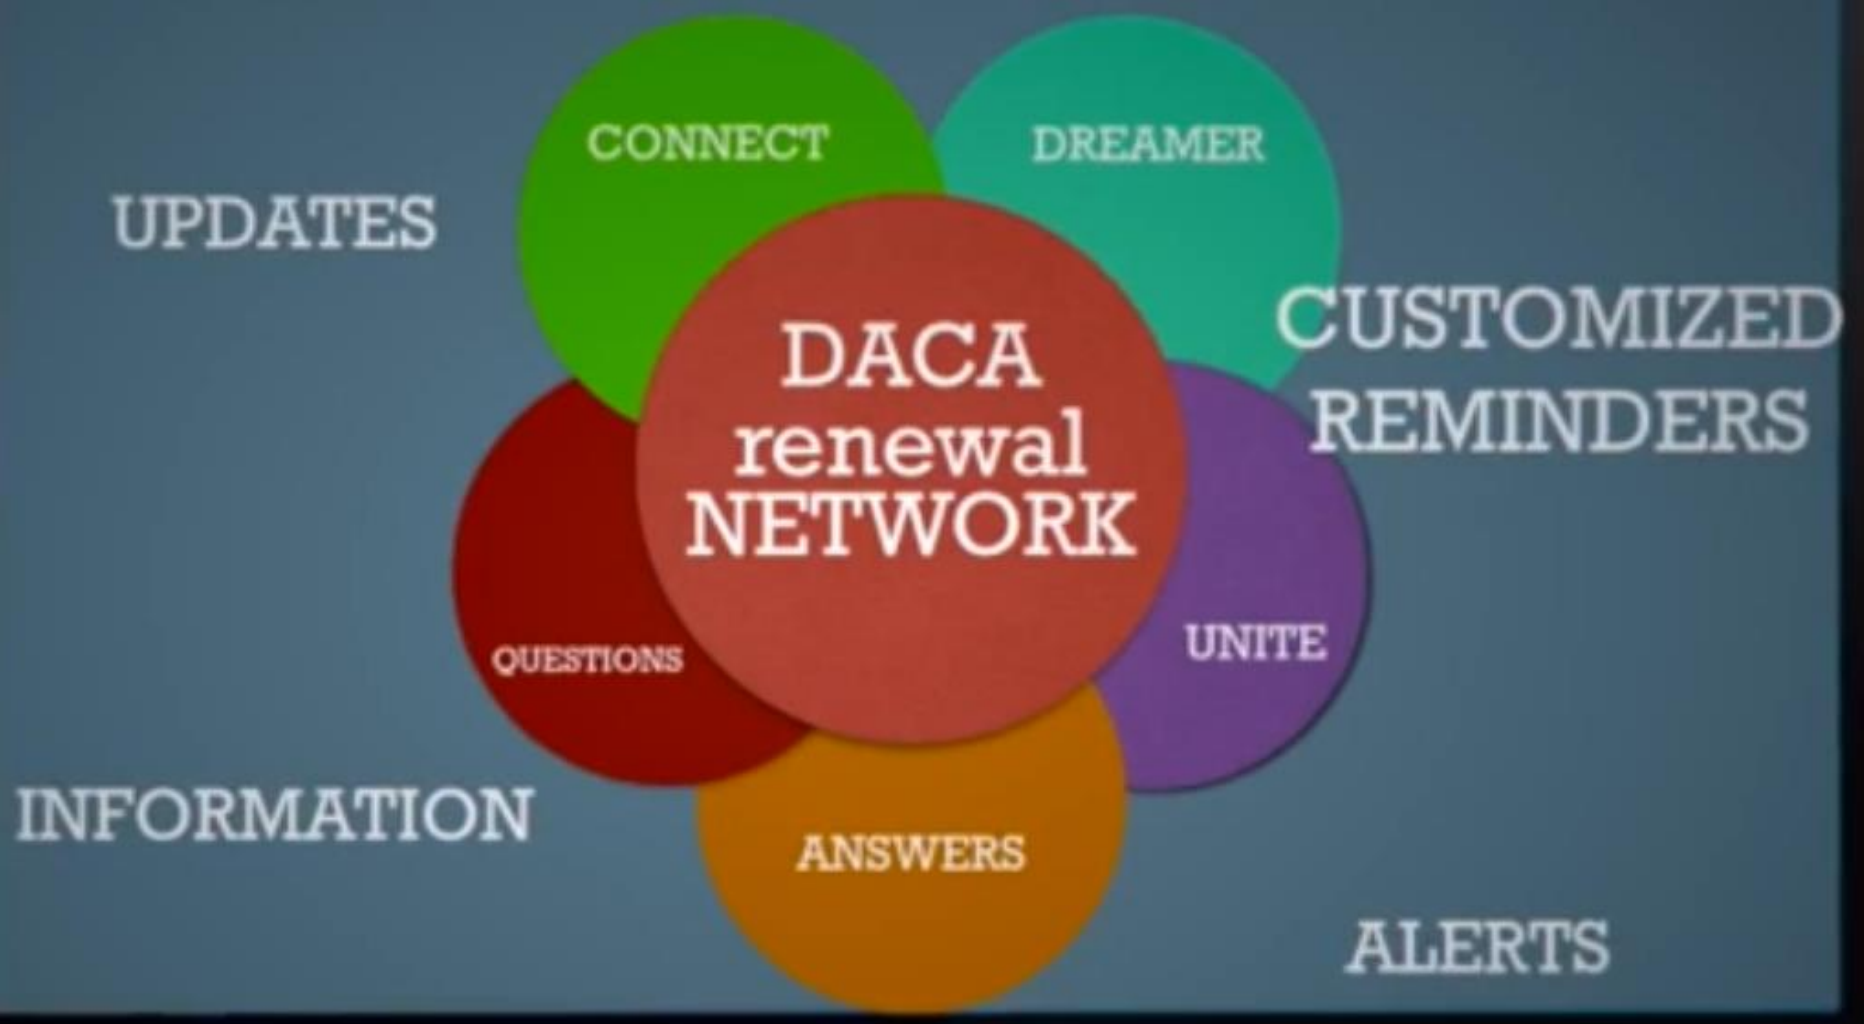 CONNECT
DREAMER
UPDATES
CUSTOMIZED
REMINDERS
DACA
renewal
NETWORK
QUESTIONS
UNITE
INFORMATION
ANSWERS
ALERTS